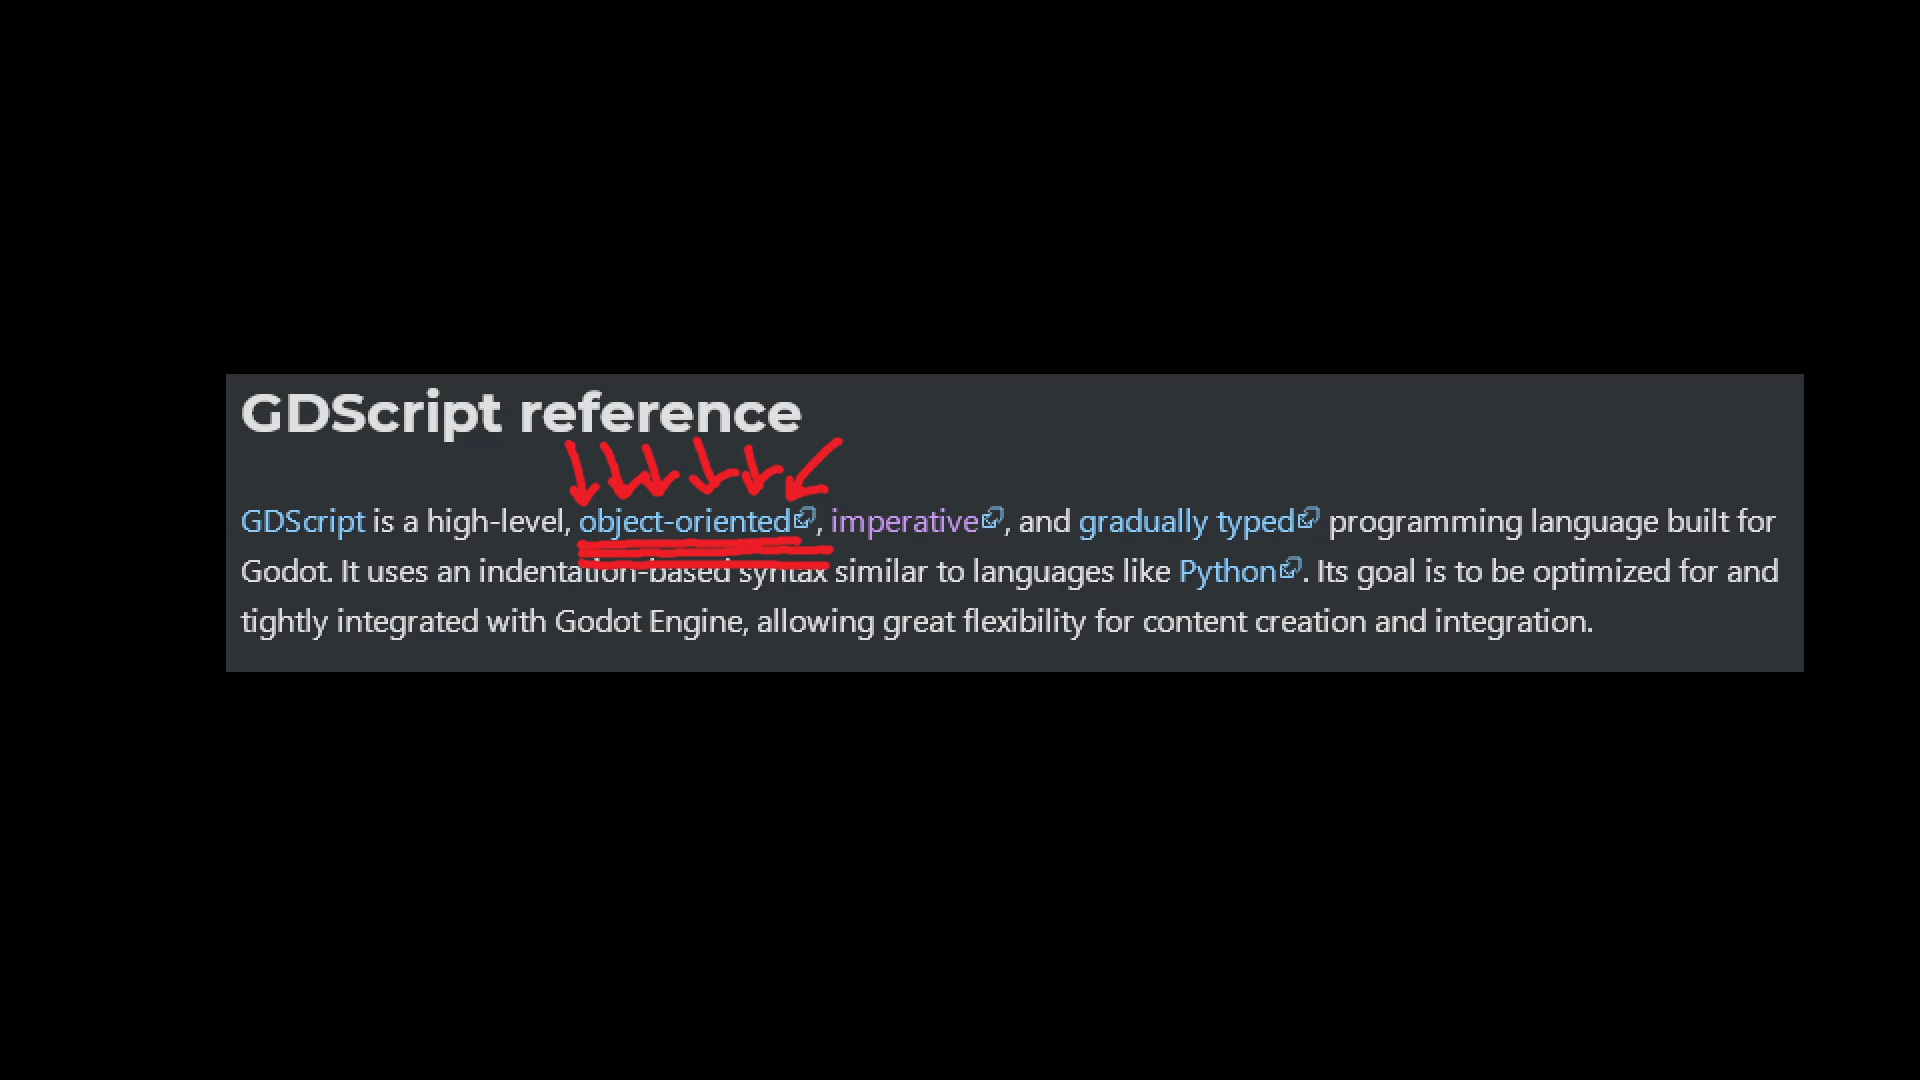 GDScript reference
GDScript is a high-level, object-oriented, imperative, and gradually typed programming language built for
Godot. It uses an indentation-based syntax similar to languages like Python. Its goal is to be optimized for and
tightly integrated with Godot Engine, allowing great flexibility for content creation and integration.